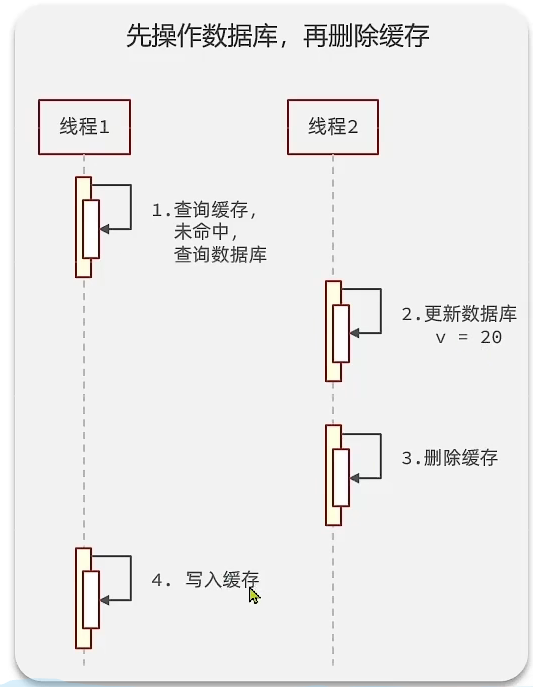 先操作数据库，再删除缓存
线程1
线程2
1.查询缓存，
未命中，
查询数据库
2.更新数据库
v = 20
3.删除缓存
4. 写入缓存